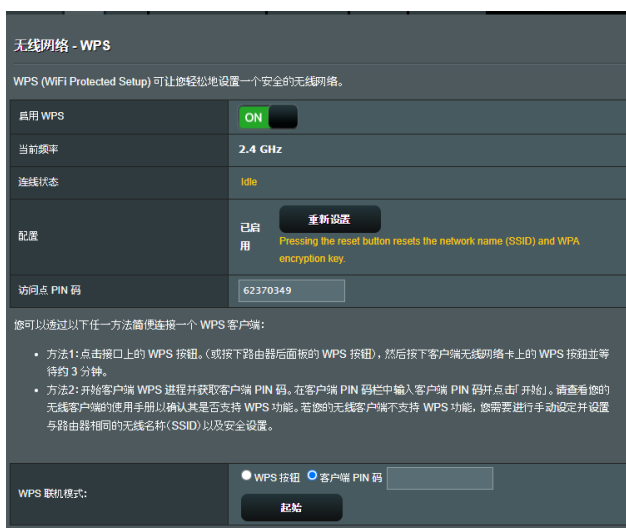 无线网络 - WPS
WPS (WiFi Protected Setup) 可让您轻松地设置一个安全的无线网络。
启用 WPS
ON
当前频率
2.4 GHz
连线状态
Idle
配置
已启
用
重新设置
Pressing the reset button resets the network name (SSID) and WPA
encryption key.
访问点 PIN 码
62370349
您可以透过以下任一方法简便连接一个 WPS 客户端:
• 方法1:点击接口上的 WPS 按钮。(或按下路由器后面板的 WPS 按钮), 然后按下客户端无线网络卡上的 WPS 按钮並等
待约 3 分钟。
• 方法2:开始客户端 WPS 进程并获取客户端 PIN 码。在客户端 PIN 码栏中输入客户端 PIN 码并点击「开始」。请查看您的
无线客户端的使用手册以确认其是否支持 WPS 功能。若您的无线客户端不支持 WPS 功能, 您需要进行手动设定并设置
与路由器相同的无线名称(SSID)以及安全设置。
WPS 联机模式:
WPS 按钮 客户端 PIN 码
起始